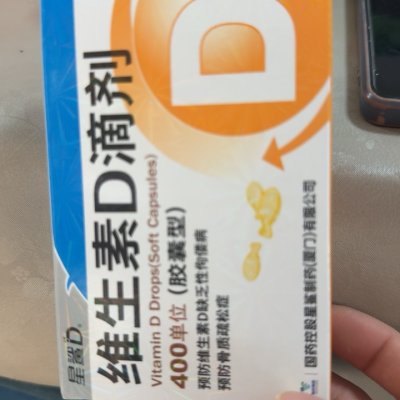 星鲨D®
维生素D滴剂
Vitamin D Drops(Soft Capsules)
400单位（胶囊型）
预防维生素D缺乏性佝偻病
预防骨质疏松症
D
国药控股星鲨制药(厦门)有限公司